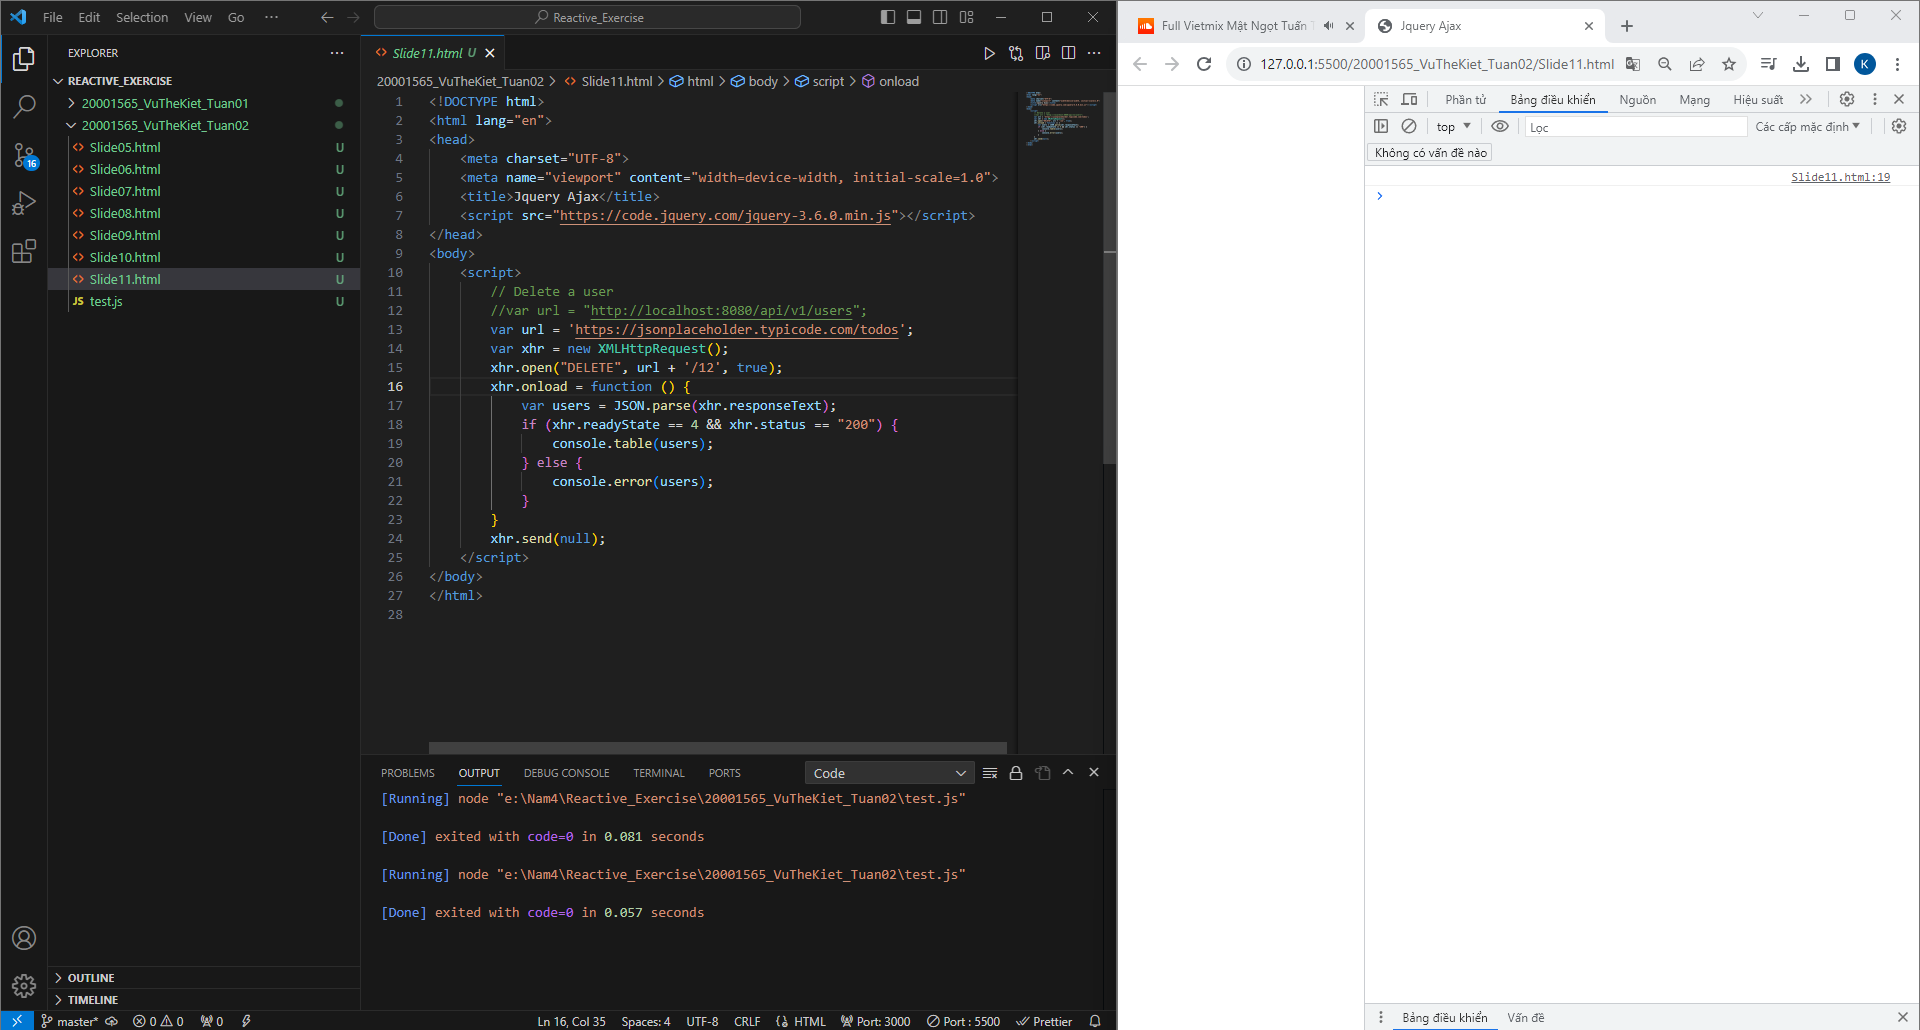 File Edit Selection View Go ··· Reactive_Exercise
EXPLORER ···
REACTIVE_EXERCISE
20001565_VuTheKiet_Tuan01
20001565_VuTheKiet_Tuan02
Slide05.html U
Slide06.html U
Slide07.html U
Slide08.html U
Slide09.html U
Slide10.html U
Slide11.html U
JS test.js U
16
OUTLINE
TIMELINE
Slide11.html U
20001565_VuTheKiet_Tuan02 > Slide11.html > html > body > script > onload
1 <!DOCTYPE html>
2 <html lang="en">
3 <head>
4 <meta charset="UTF-8">
5 <meta name="viewport" content="width=device-width, initial-scale=1.0">
6 <title>Jquery Ajax</title>
7 <script src="https://code.jquery.com/jquery-3.6.0.min.js"></script>
8 </head>
9 <body>
10 <script>
11 // Delete a user
12 //var url = "http://localhost:8080/api/v1/users";
13 var url = 'https://jsonplaceholder.typicode.com/todos';
14 var xhr = new XMLHttpRequest();
15 xhr.open("DELETE", url + '/12', true);
16 xhr.onload = function () {
17 var users = JSON.parse(xhr.responseText);
18 if (xhr.readyState == 4 && xhr.status == "200") {
19 console.table(users);
20 } else {
21 console.error(users);
22 }
23 }
24 xhr.send(null);
25 </script>
26 </body>
27 </html>
28
PROBLEMS OUTPUT DEBUG CONSOLE TERMINAL PORTS Code
[Running] node "e:\Nam4\Reactive_Exercise\20001565_VuTheKiet_Tuan02\test.js"
[Done] exited with code=0 in 0.081 seconds
[Running] node "e:\Nam4\Reactive_Exercise\20001565_VuTheKiet_Tuan02\test.js"
[Done] exited with code=0 in 0.057 seconds
master* 0 0 0 Ln 16, Col 35 Spaces: 4 UTF-8 CRLF HTML Port: 3000 Port : 5500 Prettier
Full Vietmix Mật Ngọt Tuấn Jquery Ajax
127.0.0.1:5500/20001565_VuTheKiet_Tuan02/Slide11.html K
Phần tử Bảng điều khiển Nguồn Mạng Hiệu suất
top Lọc Các cấp mặc định
Không có vấn đề nào
Slide11.html:19
Bảng điều khiển Vấn đề